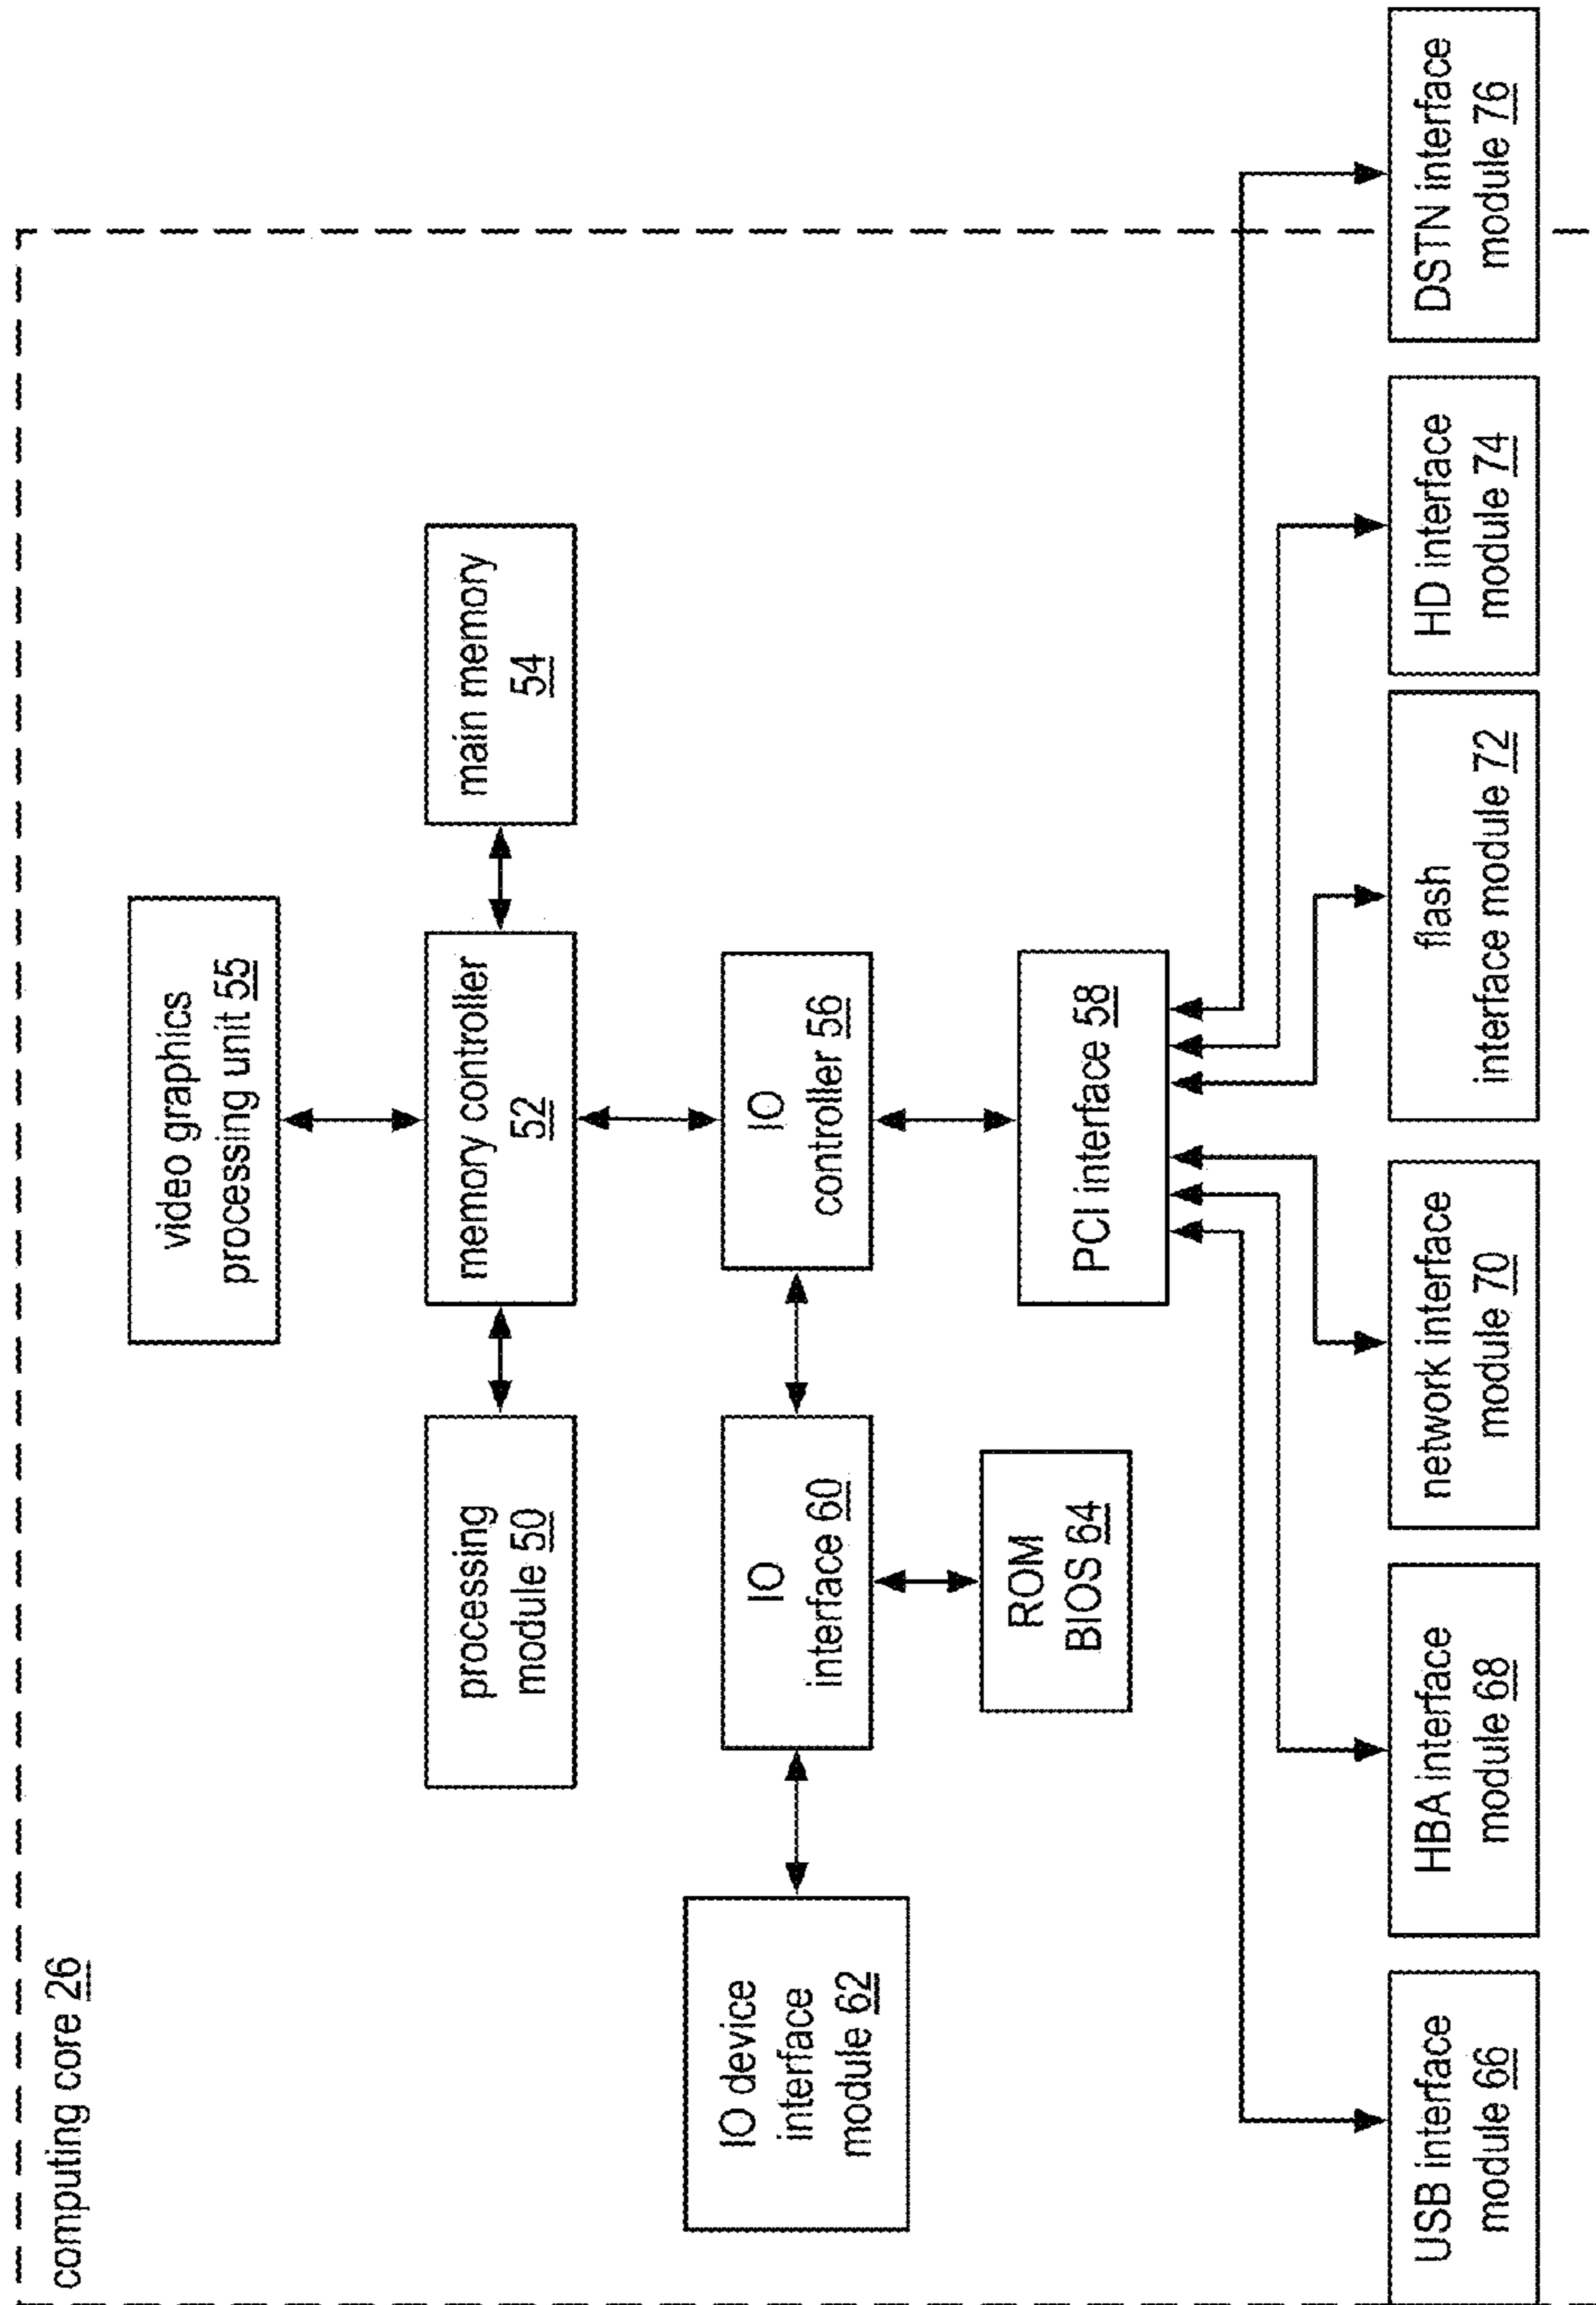 computing core 26
video graphics
processing unit 55
processing
module 50
memory controller
52
main memory
54
IO device
interface
module 62
IO
interface 60
IO
controller 56
ROM
BIOS 64
PCI interface 58
USB interface
module 66
HBA interface
module 68
network interface
module 70
flash
interface module 72
HD interface
module 74
DSTN interface
module 76